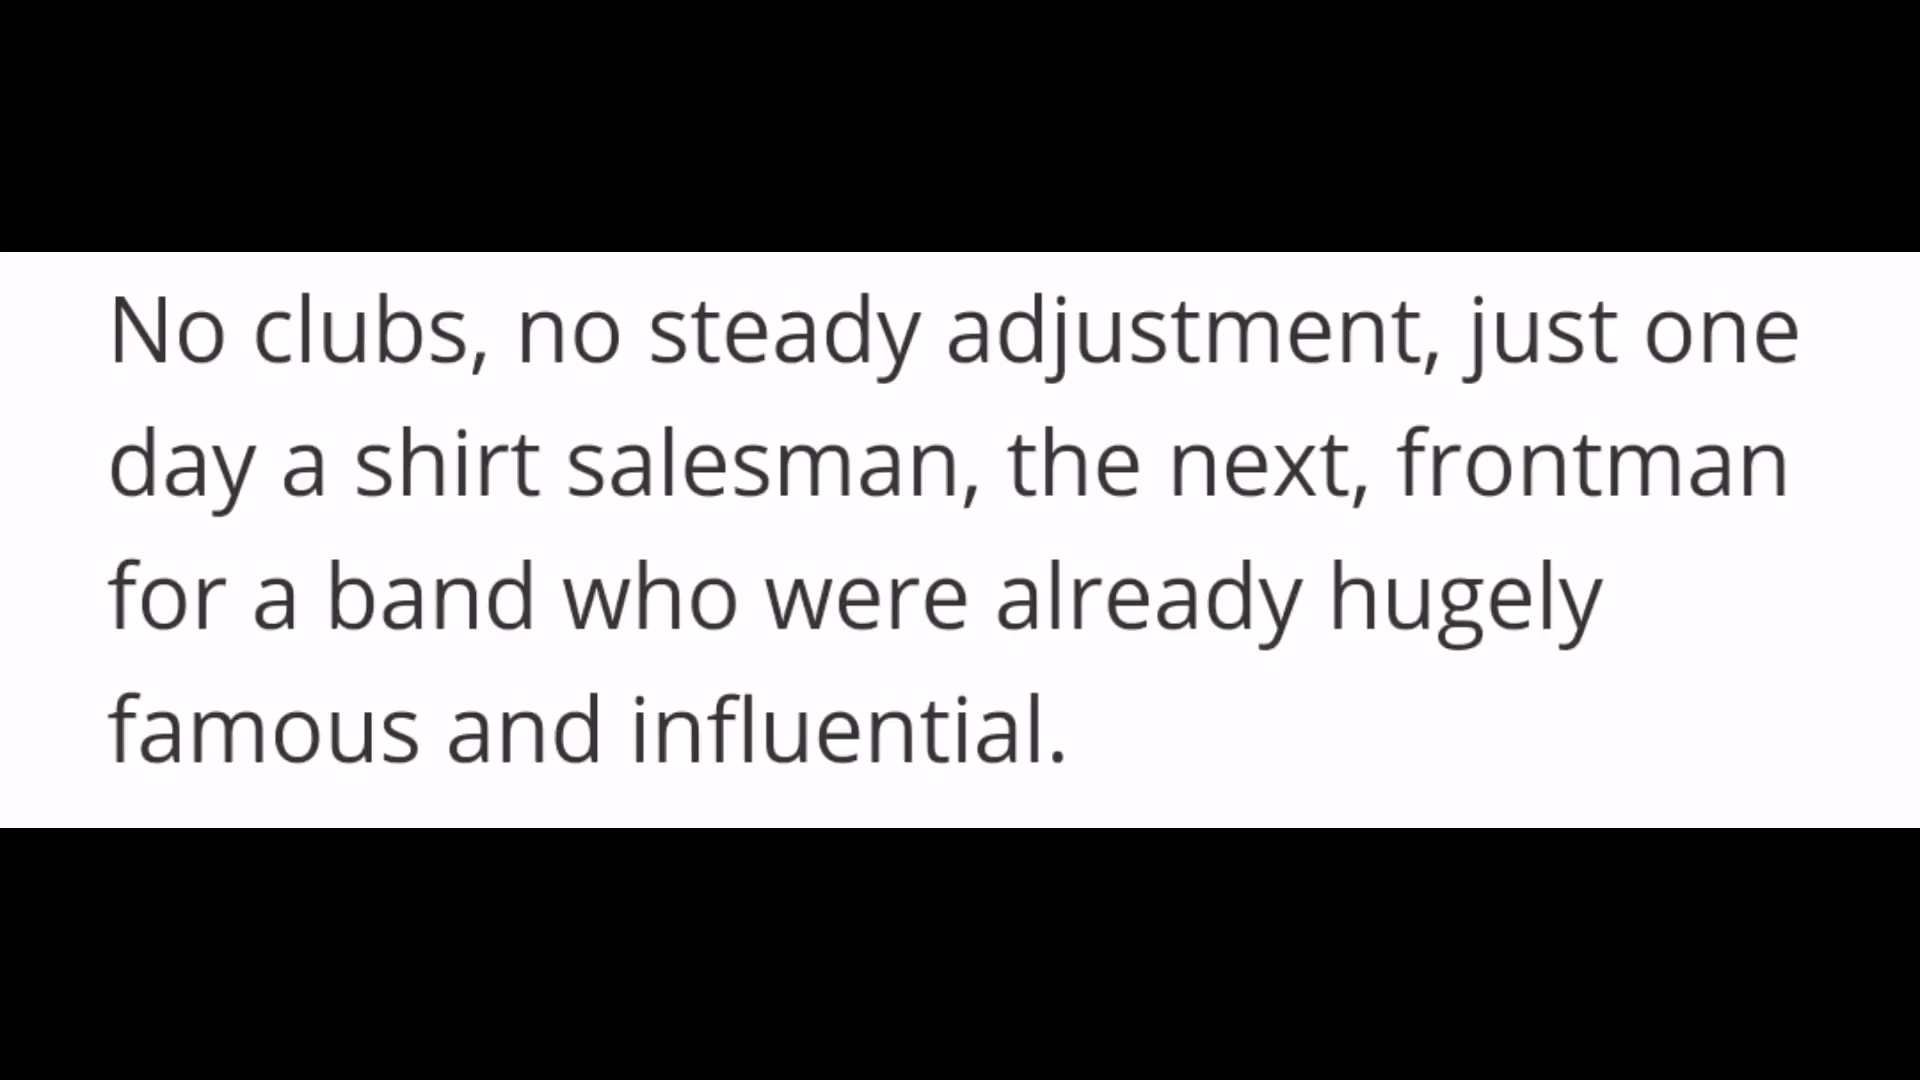 No clubs, no steady adjustment, just one
day a shirt salesman, the next, frontman
for a band who were already hugely
famous and influential.